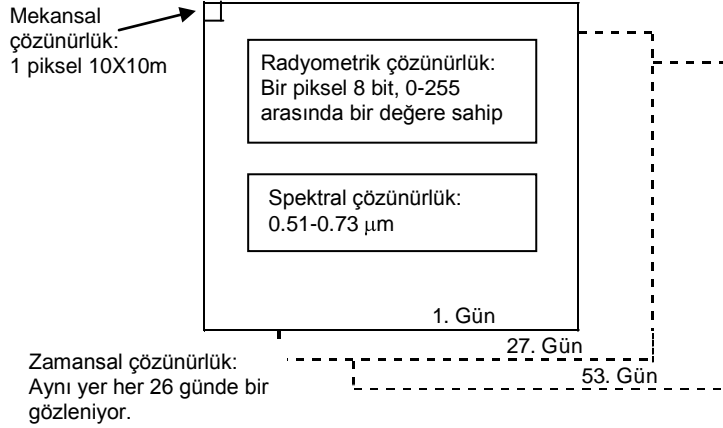 Mekansal
çözünürlük:
1 piksel 10X10m
Radyometrik çözünürlük:
Bir piksel 8 bit, 0-255
arasında bir değere sahip
Spektral çözünürlük:
0.51-0.73 μm
1. Gün
27. Gün
53. Gün
Zamansal çözünürlük:
Aynı yer her 26 günde bir
gözleniyor.